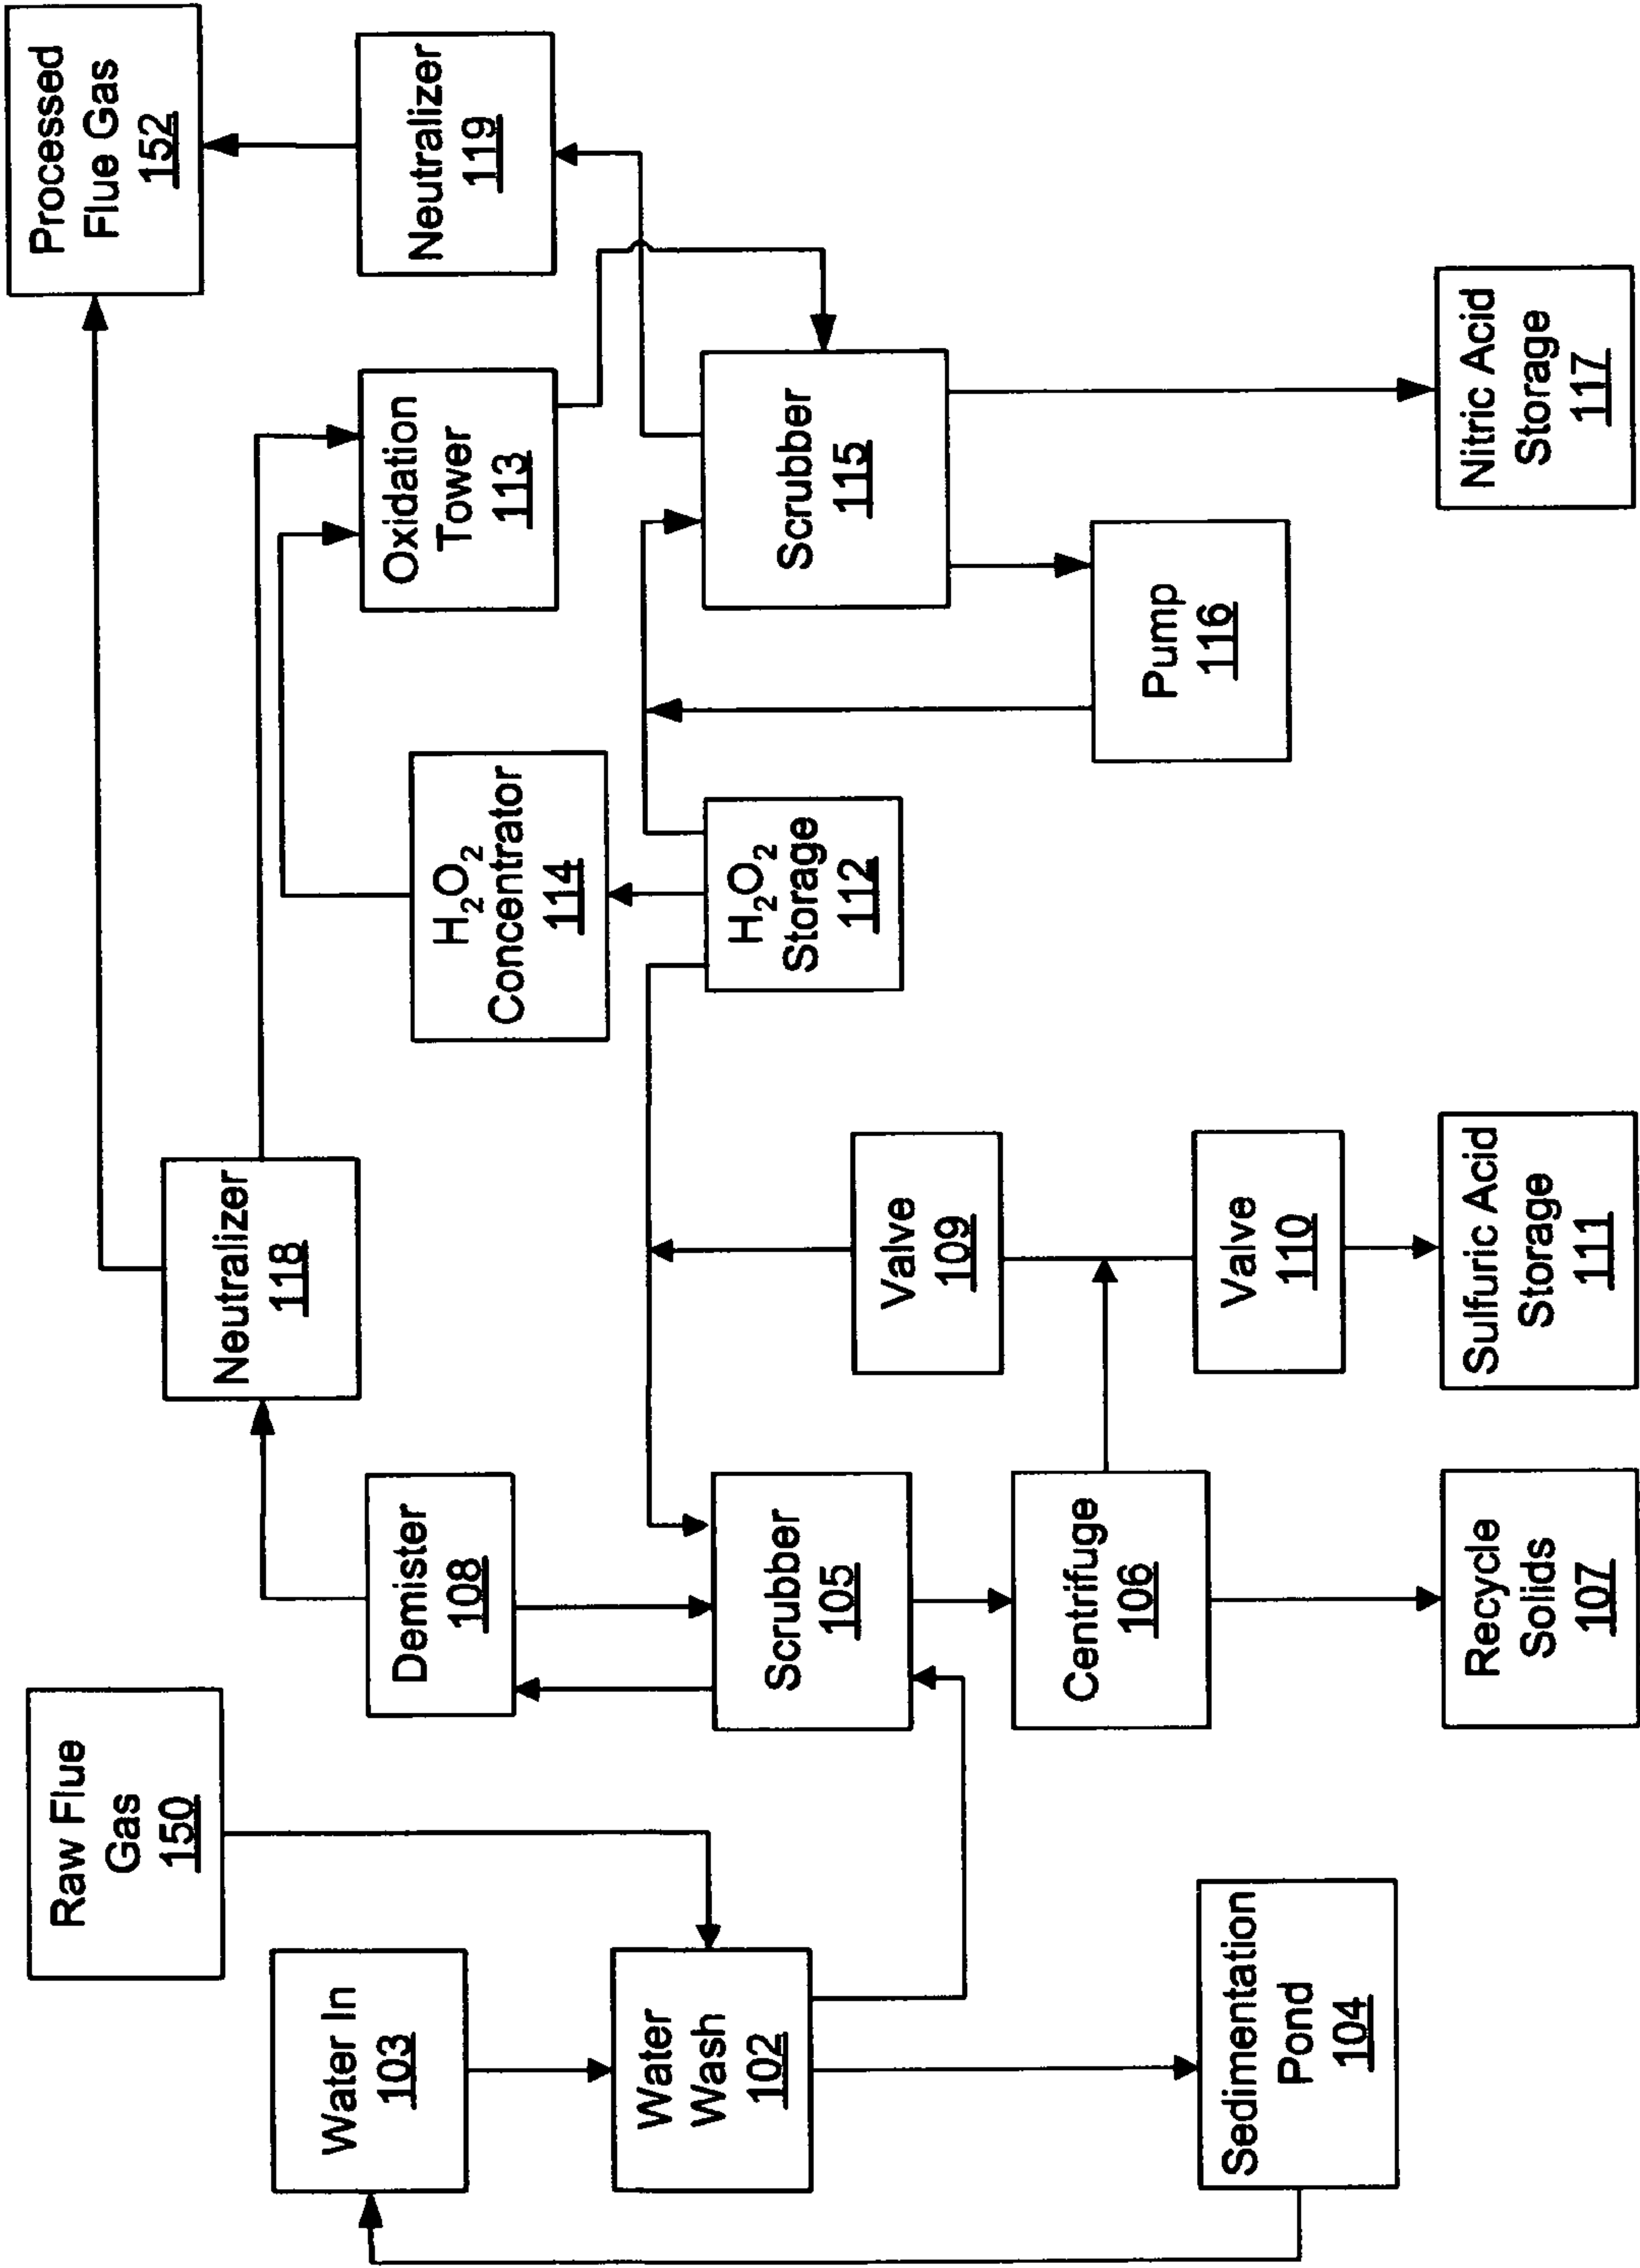 Raw Flue
Gas
150
Water In
103
Water
Wash
102
Sedimentation
Pond
104
Demister
108
Scrubber
105
Centrifuge
106
Recycle
Solids
107
Neutralizer
118
Valve
109
Valve
110
Sulfuric Acid
Storage
111
H₂O₂
Concentrator
114
H₂O₂
Storage
112
Oxidation
Tower
113
Scrubber
115
Pump
116
Nitric Acid
Storage
117
Processed
Flue Gas
152
Neutralizer
119